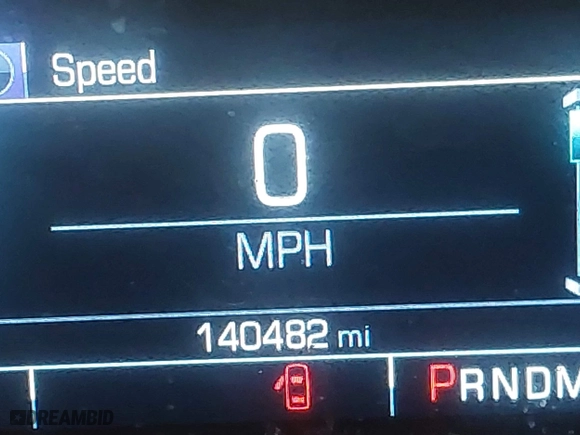 Speed
0
MPH
140482 mi
PRNDM
DREAMBID